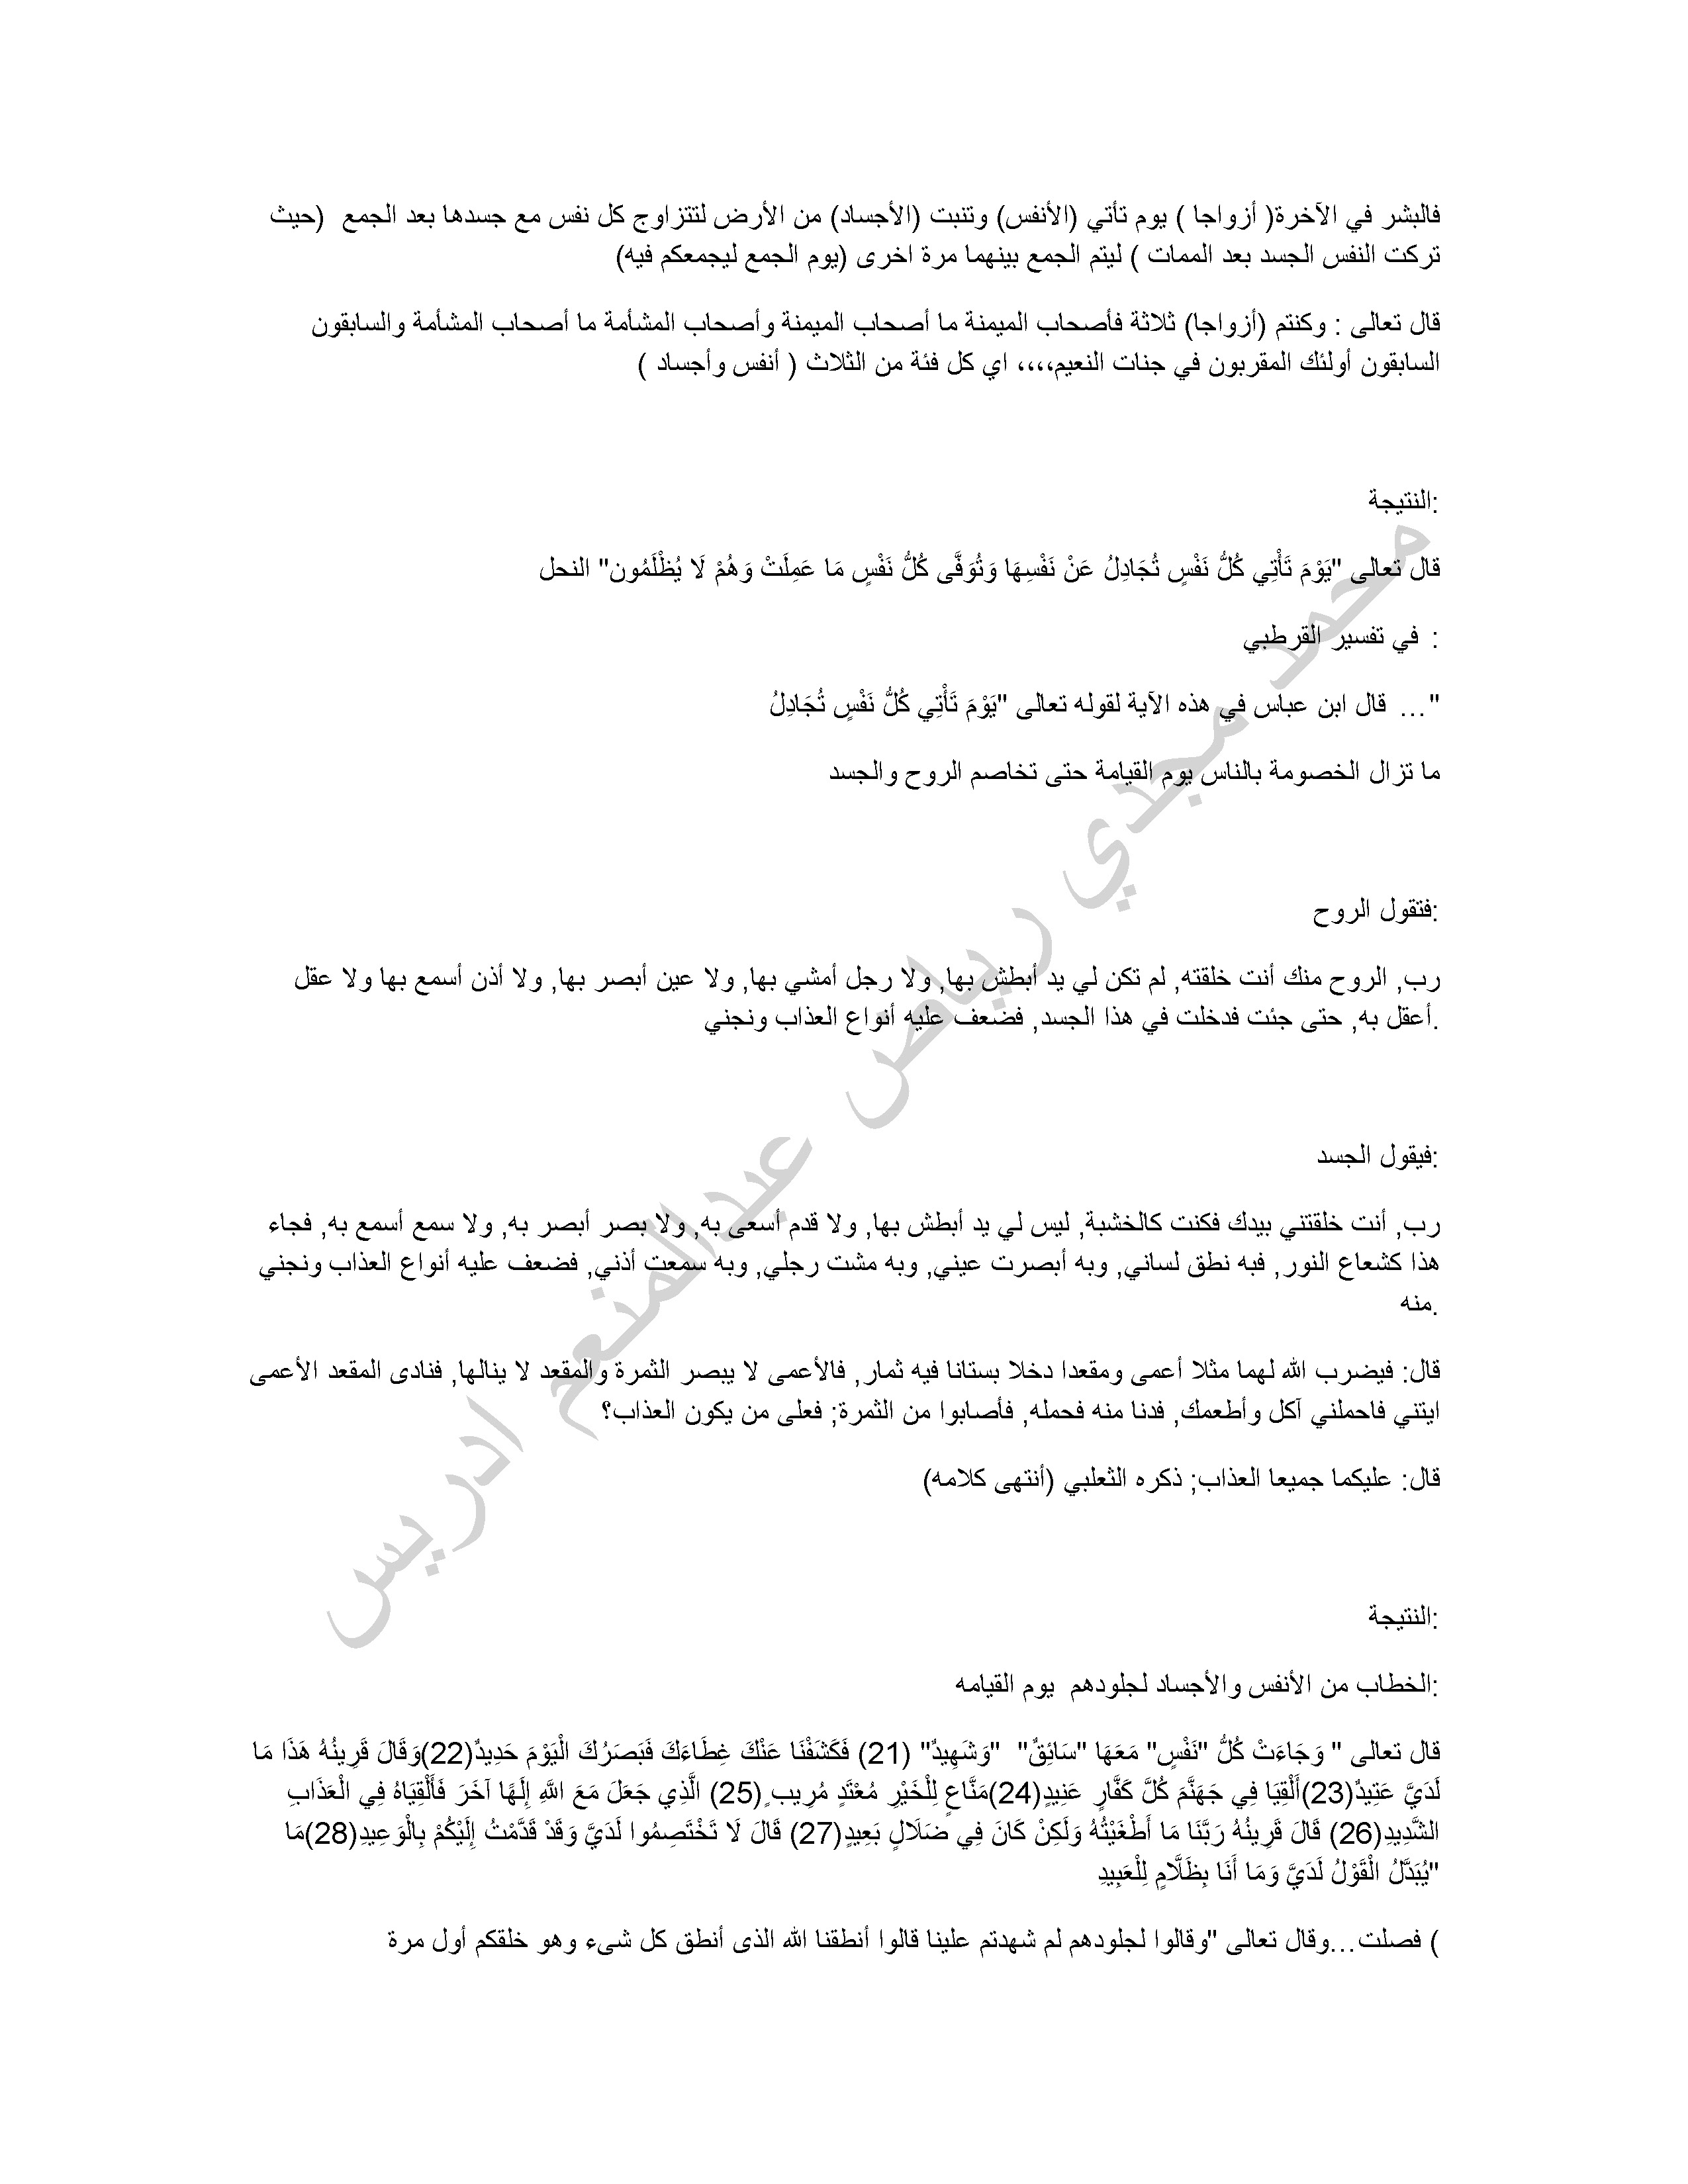 فالبشر في الآخرة( أزواجا ) يوم تأتي (الأنفس) وتنبت (الأجساد) من الأرض لتتزاوج كل نفس مع جسدها بعد الجمع (حيث
تركت النفس الجسد بعد الممات ) ليتم الجمع بينهما مرة اخرى (يوم الجمع ليجمعكم فيه)
قال تعالى : وكنتم (أزواجا) ثلاثة فأصحاب الميمنة ما أصحاب الميمنة وأصحاب المشأمة ما أصحاب المشأمة والسابقون
السابقون أولئك المقربون في جنات النعيم،،،، اي كل فئة من الثلاث ( أنفس وأجساد )
:النتيجة
قال تعالى "يَوْمَ تَأْتِي كُلُّ نَفْسٍ تُجَادِلُ عَنْ نَفْسِهَا وَتُوَفَّى كُلُّ نَفْسٍ مَا عَمِلَتْ وَهُمْ لَا يُظْلَمُون" النحل
: في تفسير القرطبي
"... قال ابن عباس في هذه الآية لقوله تعالى "يَوْمَ تَأْتِي كُلُّ نَفْسٍ تُجَادِلُ
ما تزال الخصومة بالناس يوم القيامة حتى تخاصم الروح والجسد
:فتقول الروح
رب, الروح منك أنت خلقته, لم تكن لي يد أبطش بها, ولا رجل أمشي بها, ولا عين أبصر بها, ولا أذن أسمع بها ولا عقل
.أعقل به, حتى جئت فدخلت في هذا الجسد, فضعف عليه أنواع العذاب ونجني
:فيقول الجسد
رب, أنت خلقتني بيدك فكنت كالخشبة, ليس لي يد أبطش بها, ولا قدم أسعى به, ولا بصر أبصر به, ولا سمع أسمع به, فجاء
هذا كشعاع النور, فبه نطق لساني, وبه أبصرت عيني, وبه مشت رجلي, وبه سمعت أذني, فضعف عليه أنواع العذاب ونجني
.منه
قال: فيضرب الله لهما مثلا أعمى ومقعدا دخلا بستانا فيه ثمار, فالأعمى لا يبصر الثمرة والمقعد لا ينالها, فنادى المقعد الأعمى
ايتني فاحملني آكل وأطعمك, فدنا منه فحمله, فأصابوا من الثمرة; فعلى من يكون العذاب؟
قال: عليكما جميعا العذاب; ذكره الثعلبي (أنتهى كلامه)
:النتيجة
:الخطاب من الأنفس والأجساد لجلودهم يوم القيامه
قال تعالى " وَجَاءَتْ كُلُّ "نَفْسٍ" مَعَهَا "سَائِقٌ" "وَشَهِيدٌ" (21) فَكَشَفْنَا عَنْكَ غِطَاءَكَ فَبَصَرُكَ الْيَوْمَ حَدِيدٌ(22)وَقَالَ قَرِينُهُ هَذَا مَا
لَدَيَّ عَتِيدٌ(23)أَلْقِيَا فِي جَهَنَّمَ كُلَّ كَفَّارٍ عَنِيدٍ(24)مَنَّاعٍ لِلْخَيْرِ مُعْتَدٍ مُرِيب ٍ(25) الَّذِي جَعَلَ مَعَ اللَّهِ إِلَهًا آخَرَ فَأَلْقِيَاهُ فِي الْعَذَابِ
الشَّدِيدِ(26) قَالَ قَرِينُهُ رَبَّنَا مَا أَطْغَيْتُهُ وَلَكِنْ كَانَ فِي ضَلَالٍ بَعِيدٍ(27) قَالَ لَا تَخْتَصِمُوا لَدَيَّ وَقَدْ قَدَّمْتُ إِلَيْكُمْ بِالْوَعِيدِ(28)مَا
"يُبَدَّلُ الْقَوْلُ لَدَيَّ وَمَا أَنَا بِظَلَّامٍ لِلْعَبِيدِ
) فصلت...وقال تعالى "وقالوا لجلودهم لم شهدتم علينا قالوا أنطقنا الله الذى أنطق كل شىء وهو خلقكم أول مرة
محمد مجدي رياض عبدالمنعم ادريس